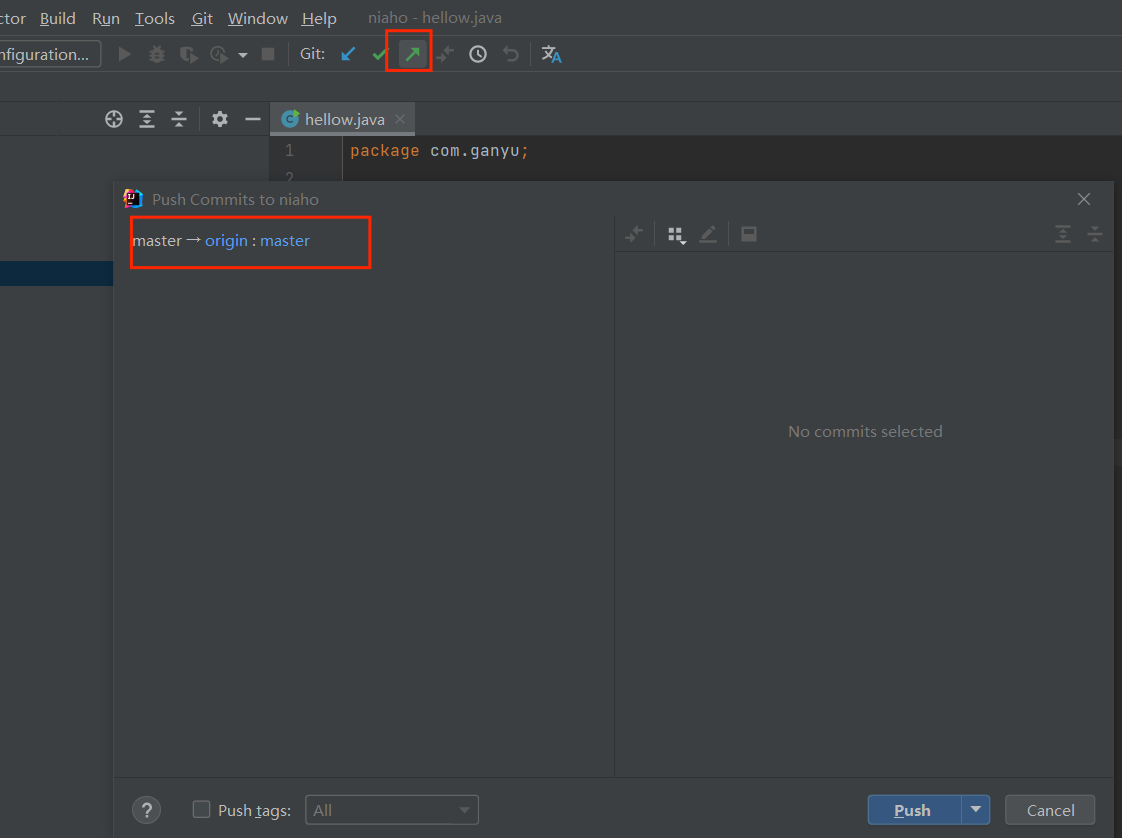 ctor Build Run Tools Git Window Help niaho - hellow.java
nfiguration... Git:
hellow.java
1 package com.ganyu;
2
Push Commits to niaho
master → origin : master
No commits selected
? Push tags: All Push Cancel